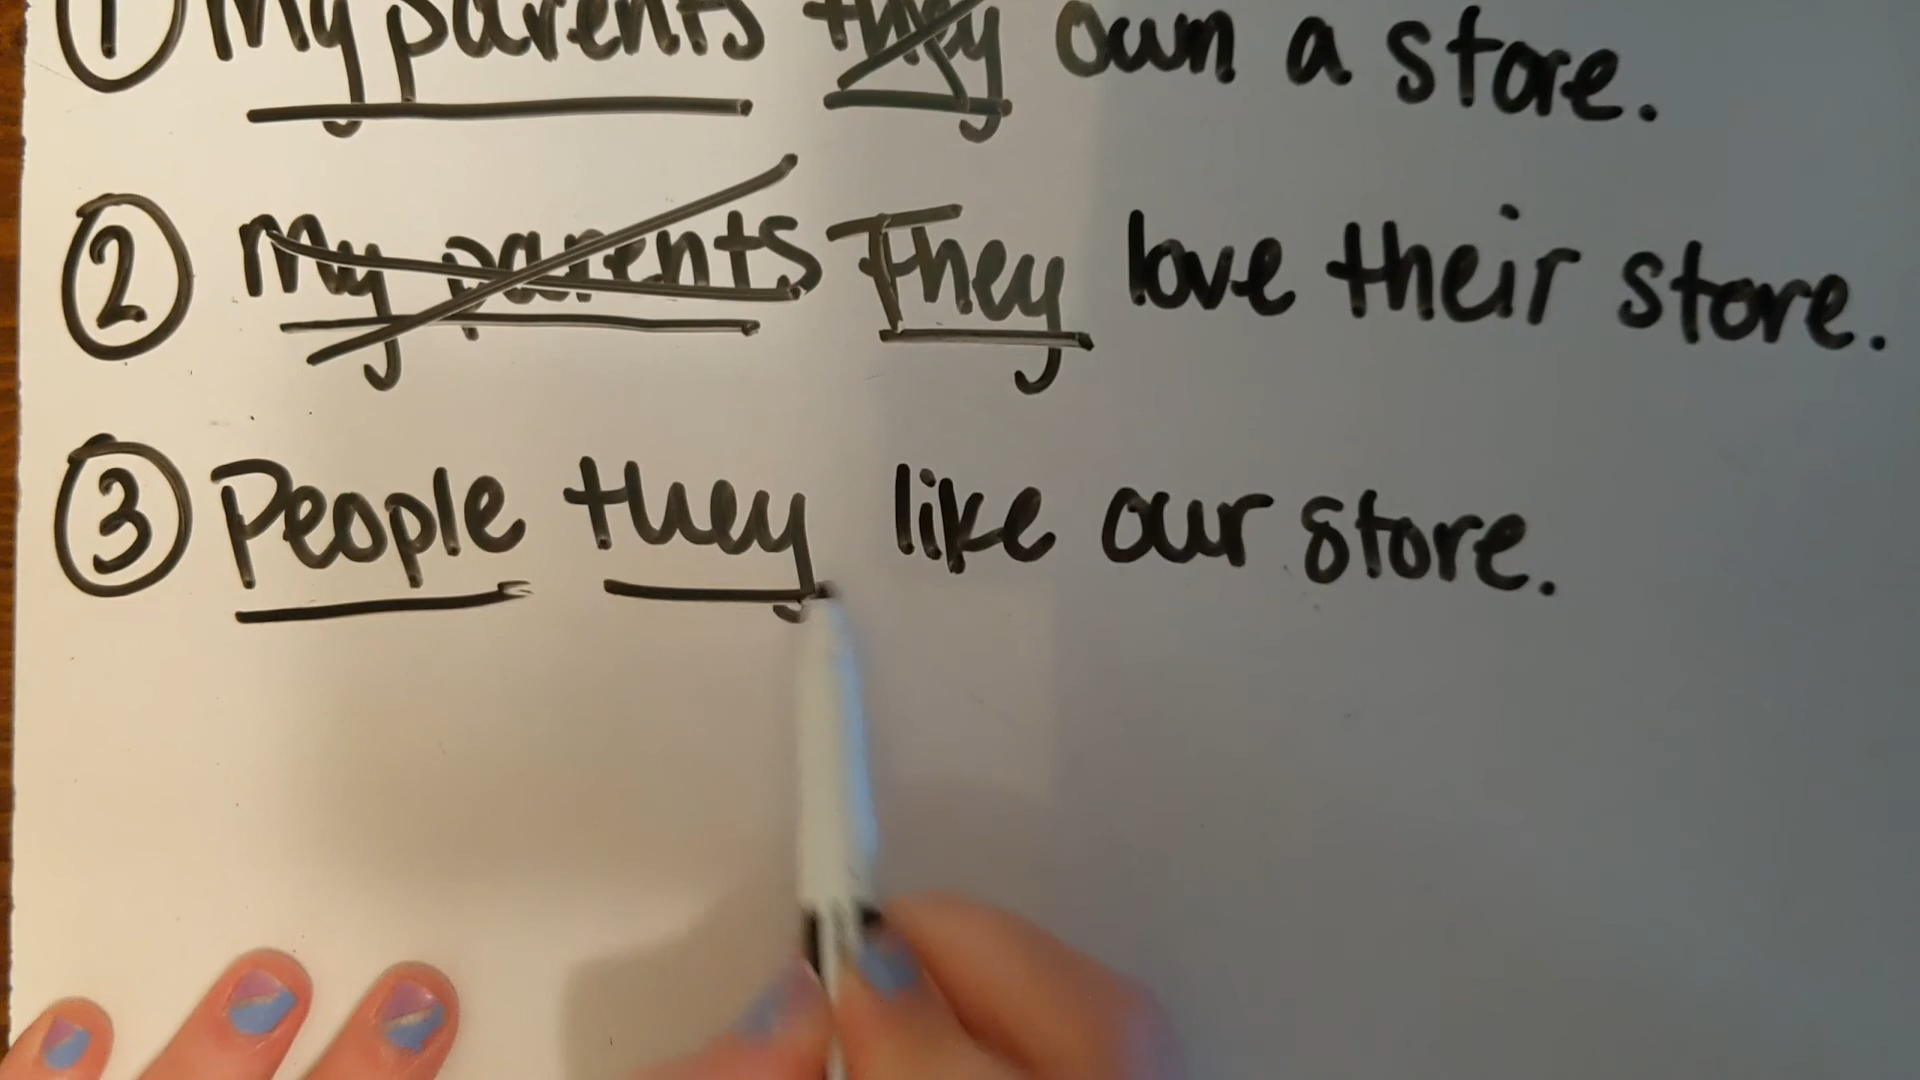 ① My parents they own a store.
② My parents They love their store.
③ People they like our store.